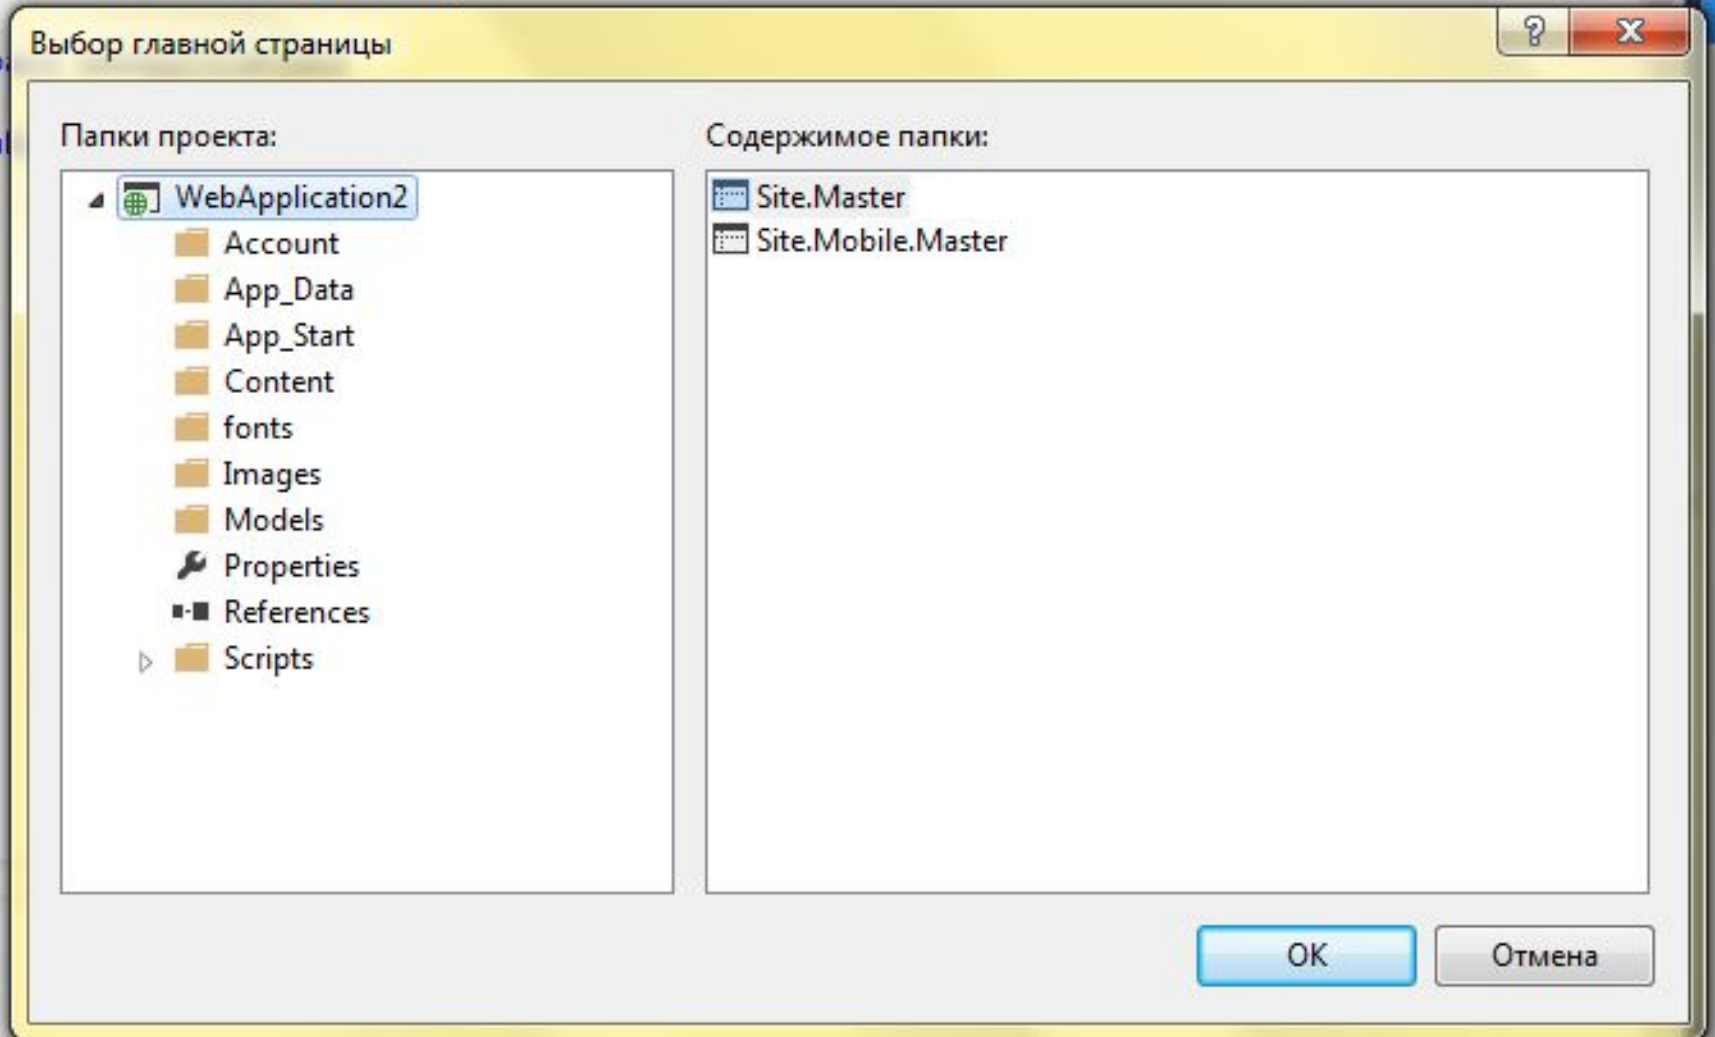 Выбор главной страницы
Папки проекта:
WebApplication2
Account
App_Data
App_Start
Content
fonts
Images
Models
Properties
References
Scripts
Содержимое папки:
Site.Master
Site.Mobile.Master
OK
Отмена